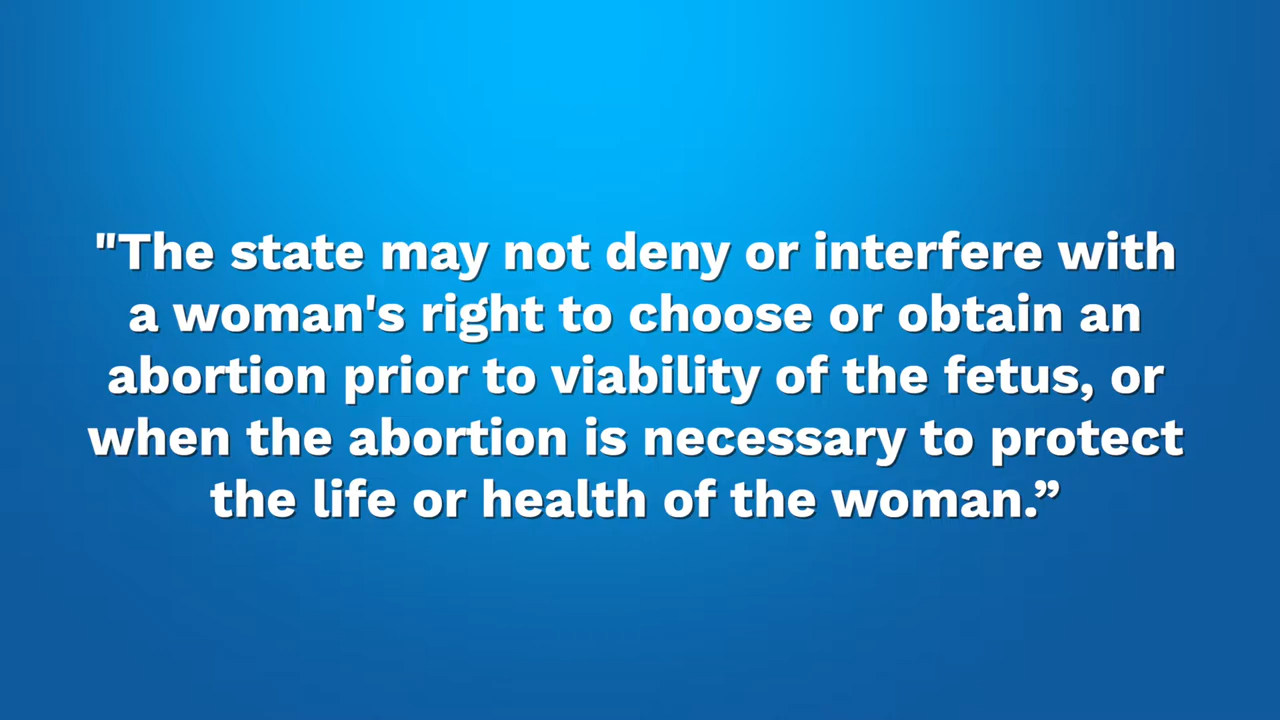 "The state may not deny or interfere with
a woman's right to choose or obtain an
abortion prior to viability of the fetus, or
when the abortion is necessary to protect
the life or health of the woman.”